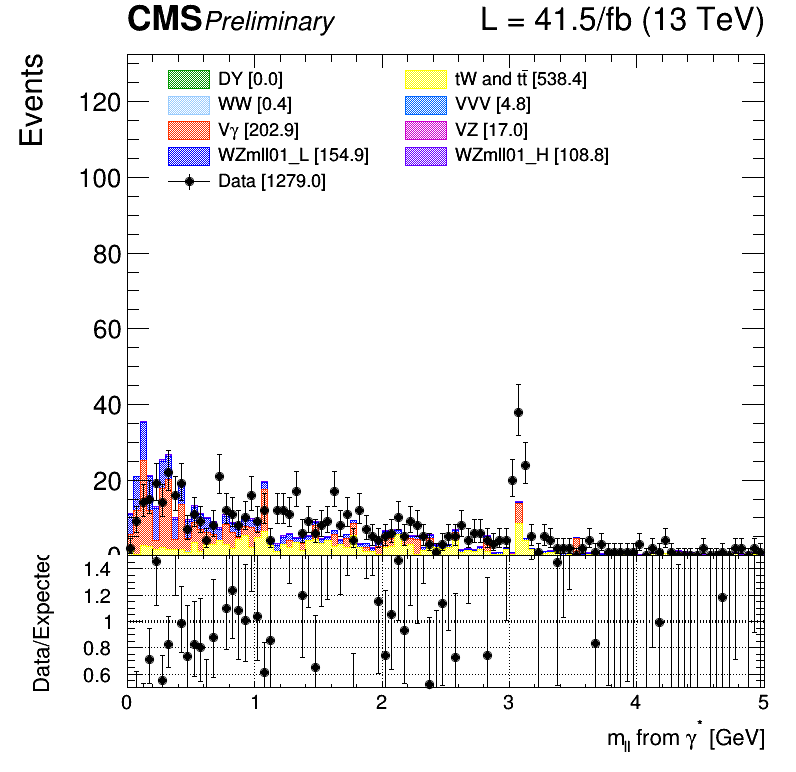 CMS Preliminary L = 41.5/fb (13 TeV)
Events
DY [0.0] tW and tt̄ [538.4]
WW [0.4] VVV [4.8]
Vγ [202.9] VZ [17.0]
WZmll01_L [154.9] WZmll01_H [108.8]
Data [1279.0]
120
100
80
60
40
20
0
Data/Expected
1.4
1.2
1
0.8
0.6
0 1 2 3 4 5
m_ll from γ* [GeV]